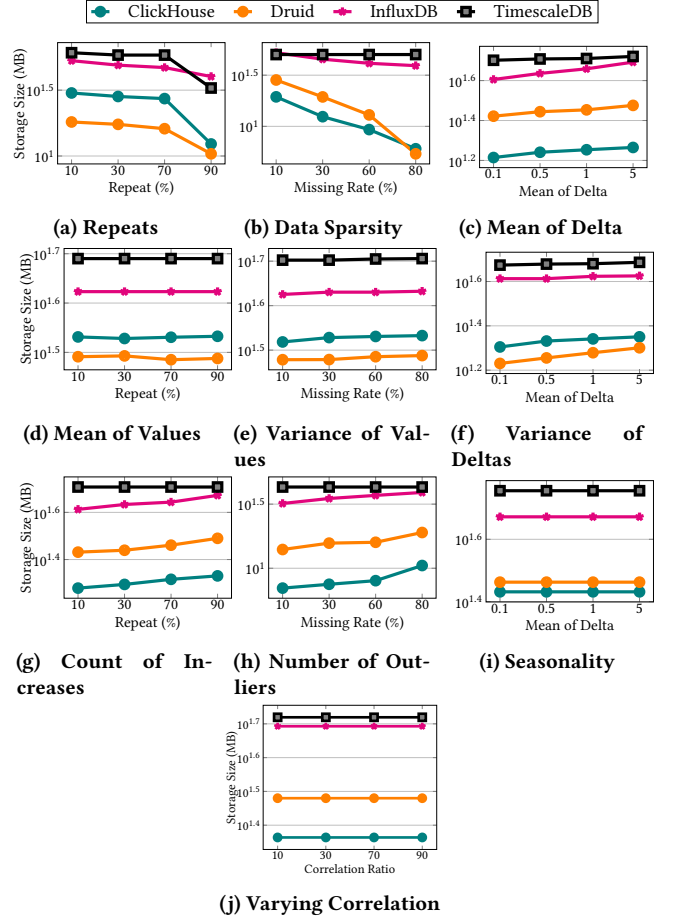 ClickHouse Druid InfluxDB TimescaleDB
Storage Size (MB)
10^1.5
10^1
10 30 70 90
Repeat (%)
(a) Repeats
10^1.5
10^1
10 30 60 80
Missing Rate (%)
(b) Data Sparsity
10^1.6
10^1.4
10^1.2
0.1 0.5 1 5
Mean of Delta
(c) Mean of Delta
Storage Size (MB)
10^1.7
10^1.6
10^1.5
10 30 70 90
Repeat (%)
(d) Mean of Values
10^1.7
10^1.6
10^1.5
10 30 60 80
Missing Rate (%)
(e) Variance of Val-
ues
10^1.6
10^1.4
10^1.2
0.1 0.5 1 5
Mean of Delta
(f) Variance of
Deltas
Storage Size (MB)
10^1.6
10^1.4
10 30 70 90
Repeat (%)
(g) Count of In-
creases
10^1.5
10^1
10 30 60 80
Missing Rate (%)
(h) Number of Out-
liers
10^1.6
10^1.4
0.1 0.5 1 5
Mean of Delta
(i) Seasonality
Storage Size (MB)
10^1.7
10^1.6
10^1.5
10^1.4
10 30 70 90
Correlation Ratio
(j) Varying Correlation